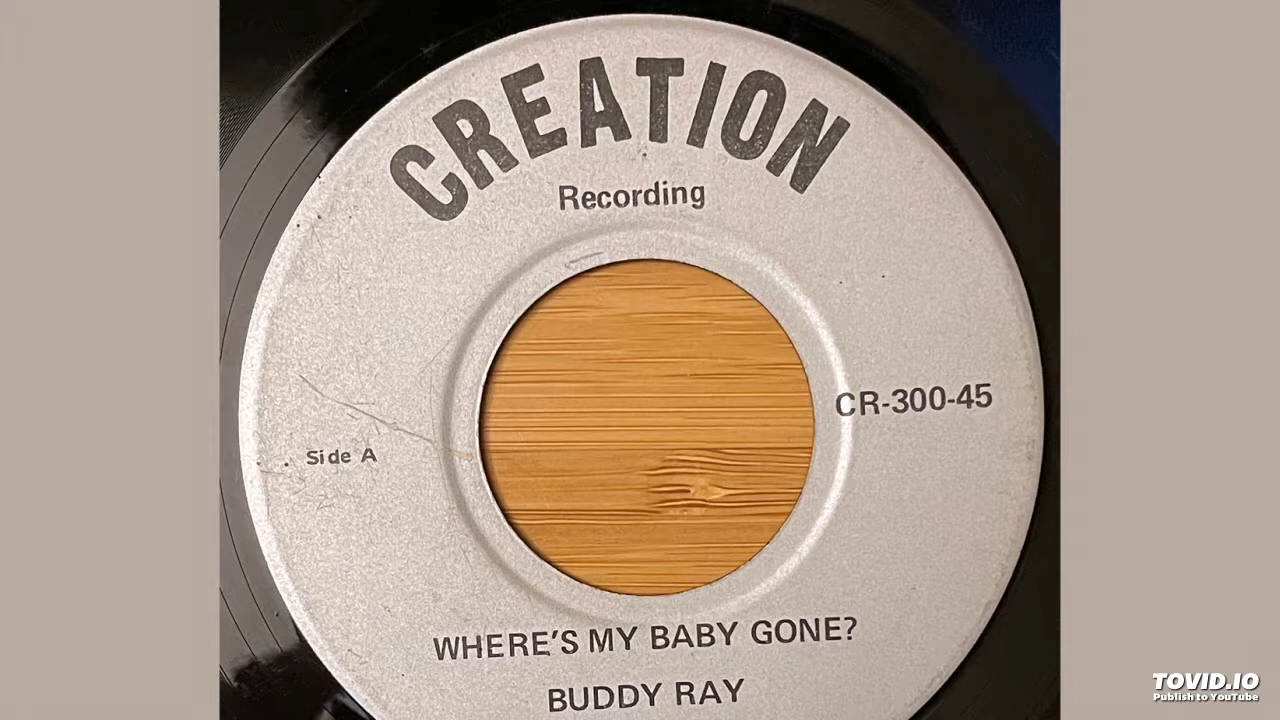 CREATION
Recording
CR-300-45
Side A
WHERE'S MY BABY GONE?
BUDDY RAY
TOVID.IO
Publish to YouTube